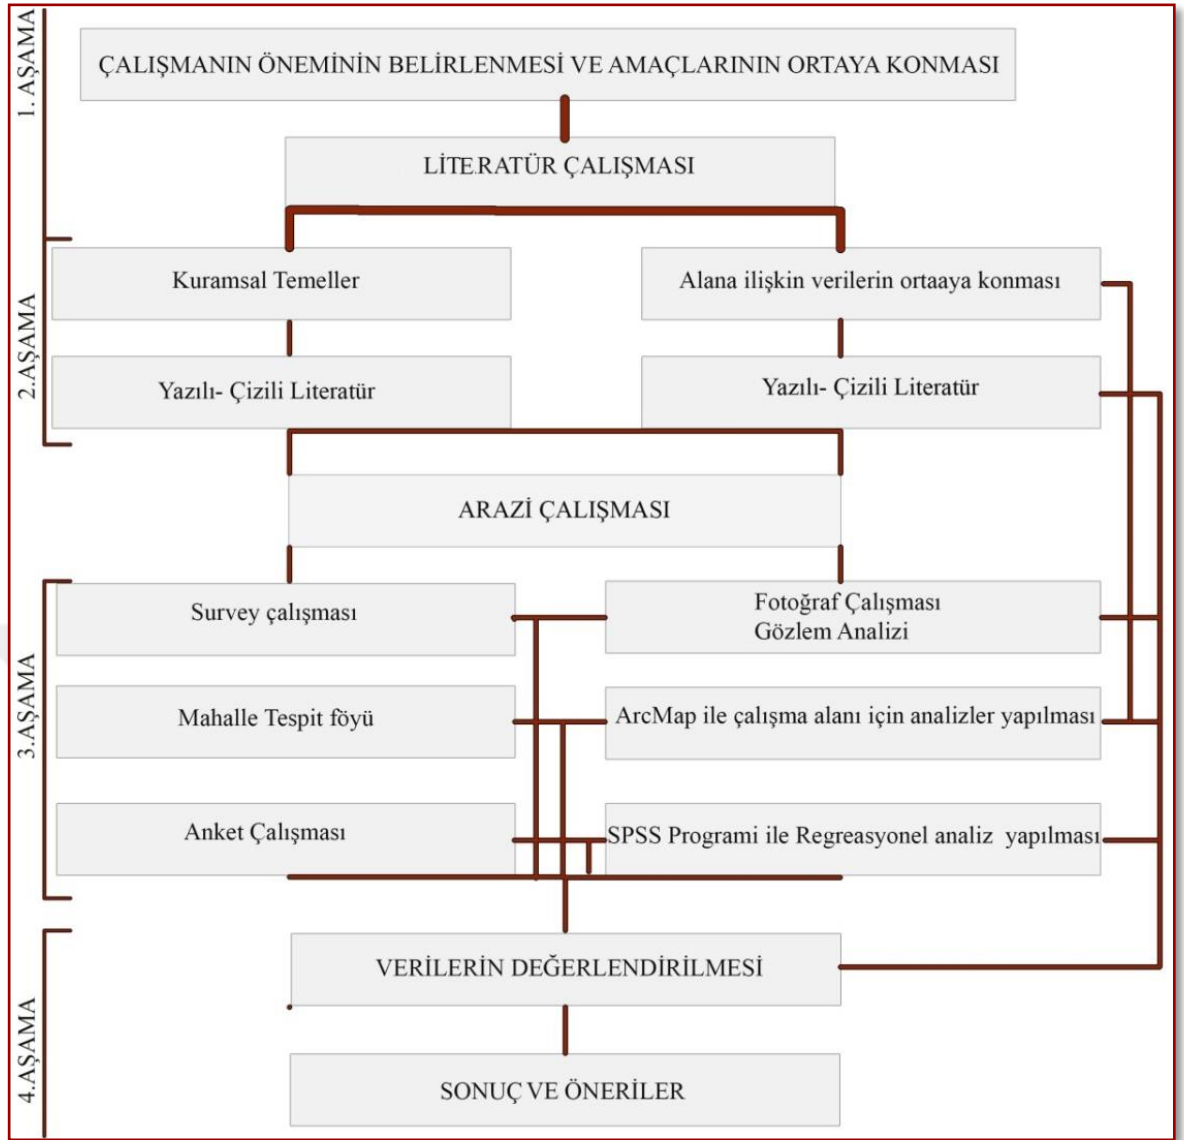 1. AŞAMA
ÇALIŞMANIN ÖNEMİNİN BELİRLENMESİ VE AMAÇLARININ ORTAYA KONMASI
LİTERATÜR ÇALIŞMASI
2.AŞAMA
Kuramsal Temeller
Alana ilişkin verilerin ortaaya konması
Yazılı- Çizili Literatür
Yazılı- Çizili Literatür
ARAZİ ÇALIŞMASI
3.AŞAMA
Survey çalışması
Fotoğraf Çalışması
Gözlem Analizi
Mahalle Tespit föyü
ArcMap ile çalışma alanı için analizler yapılması
Anket Çalışması
SPSS Programi ile Regreasyonel analiz yapılması
4.AŞAMA
VERİLERİN DEĞERLENDİRİLMESİ
SONUÇ VE ÖNERİLER